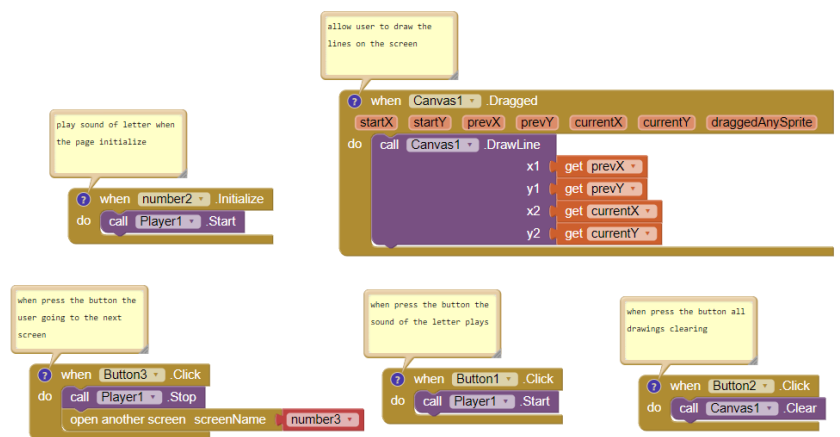 allow user to draw the
lines on the screen
when Canvas1 .Dragged
startX startY prevX prevY currentX currentY draggedAnySprite
do call Canvas1 .DrawLine
x1 get prevX
y1 get prevY
x2 get currentX
y2 get currentY
play sound of letter when
the page initialize
when number2 .Initialize
do call Player1 .Start
when press the button the
user going to the next
screen
when Button3 .Click
do call Player1 .Stop
open another screen screenName number3
when press the button the
sound of the letter plays
when Button1 .Click
do call Player1 .Start
when press the button all
drawings clearing
when Button2 .Click
do call Canvas1 .Clear